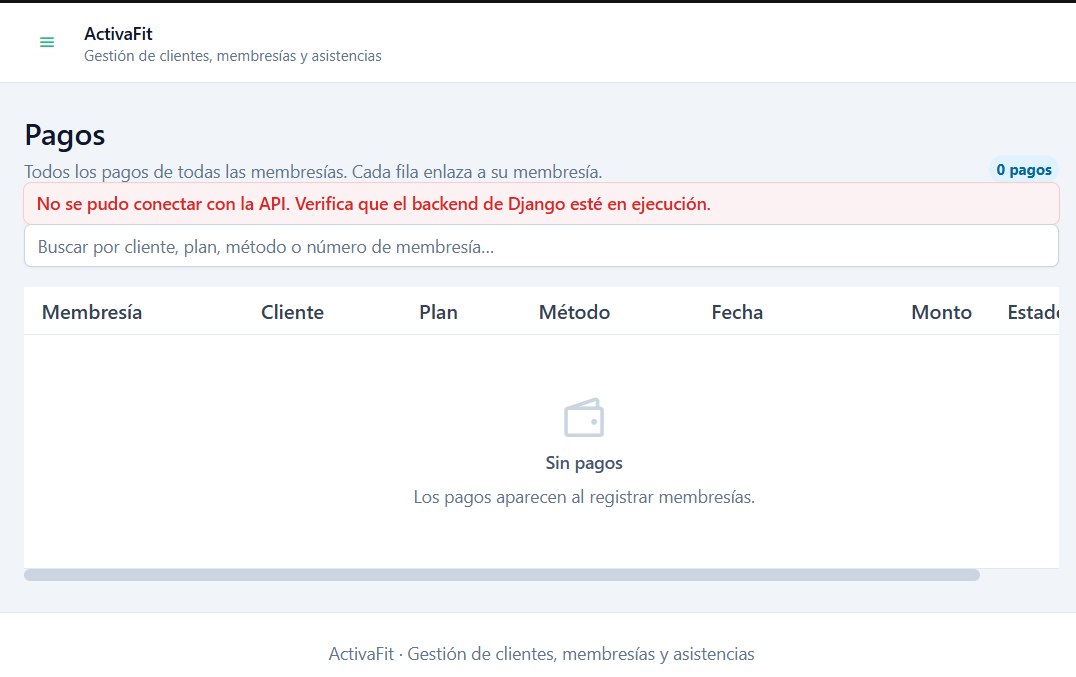 ActivaFit
Gestión de clientes, membresías y asistencias
Pagos
Todos los pagos de todas las membresías. Cada fila enlaza a su membresía.
0 pagos
No se pudo conectar con la API. Verifica que el backend de Django esté en ejecución.
Buscar por cliente, plan, método o número de membresía...
Membresía Cliente Plan Método Fecha Monto Estado
Sin pagos
Los pagos aparecen al registrar membresías.
ActivaFit · Gestión de clientes, membresías y asistencias